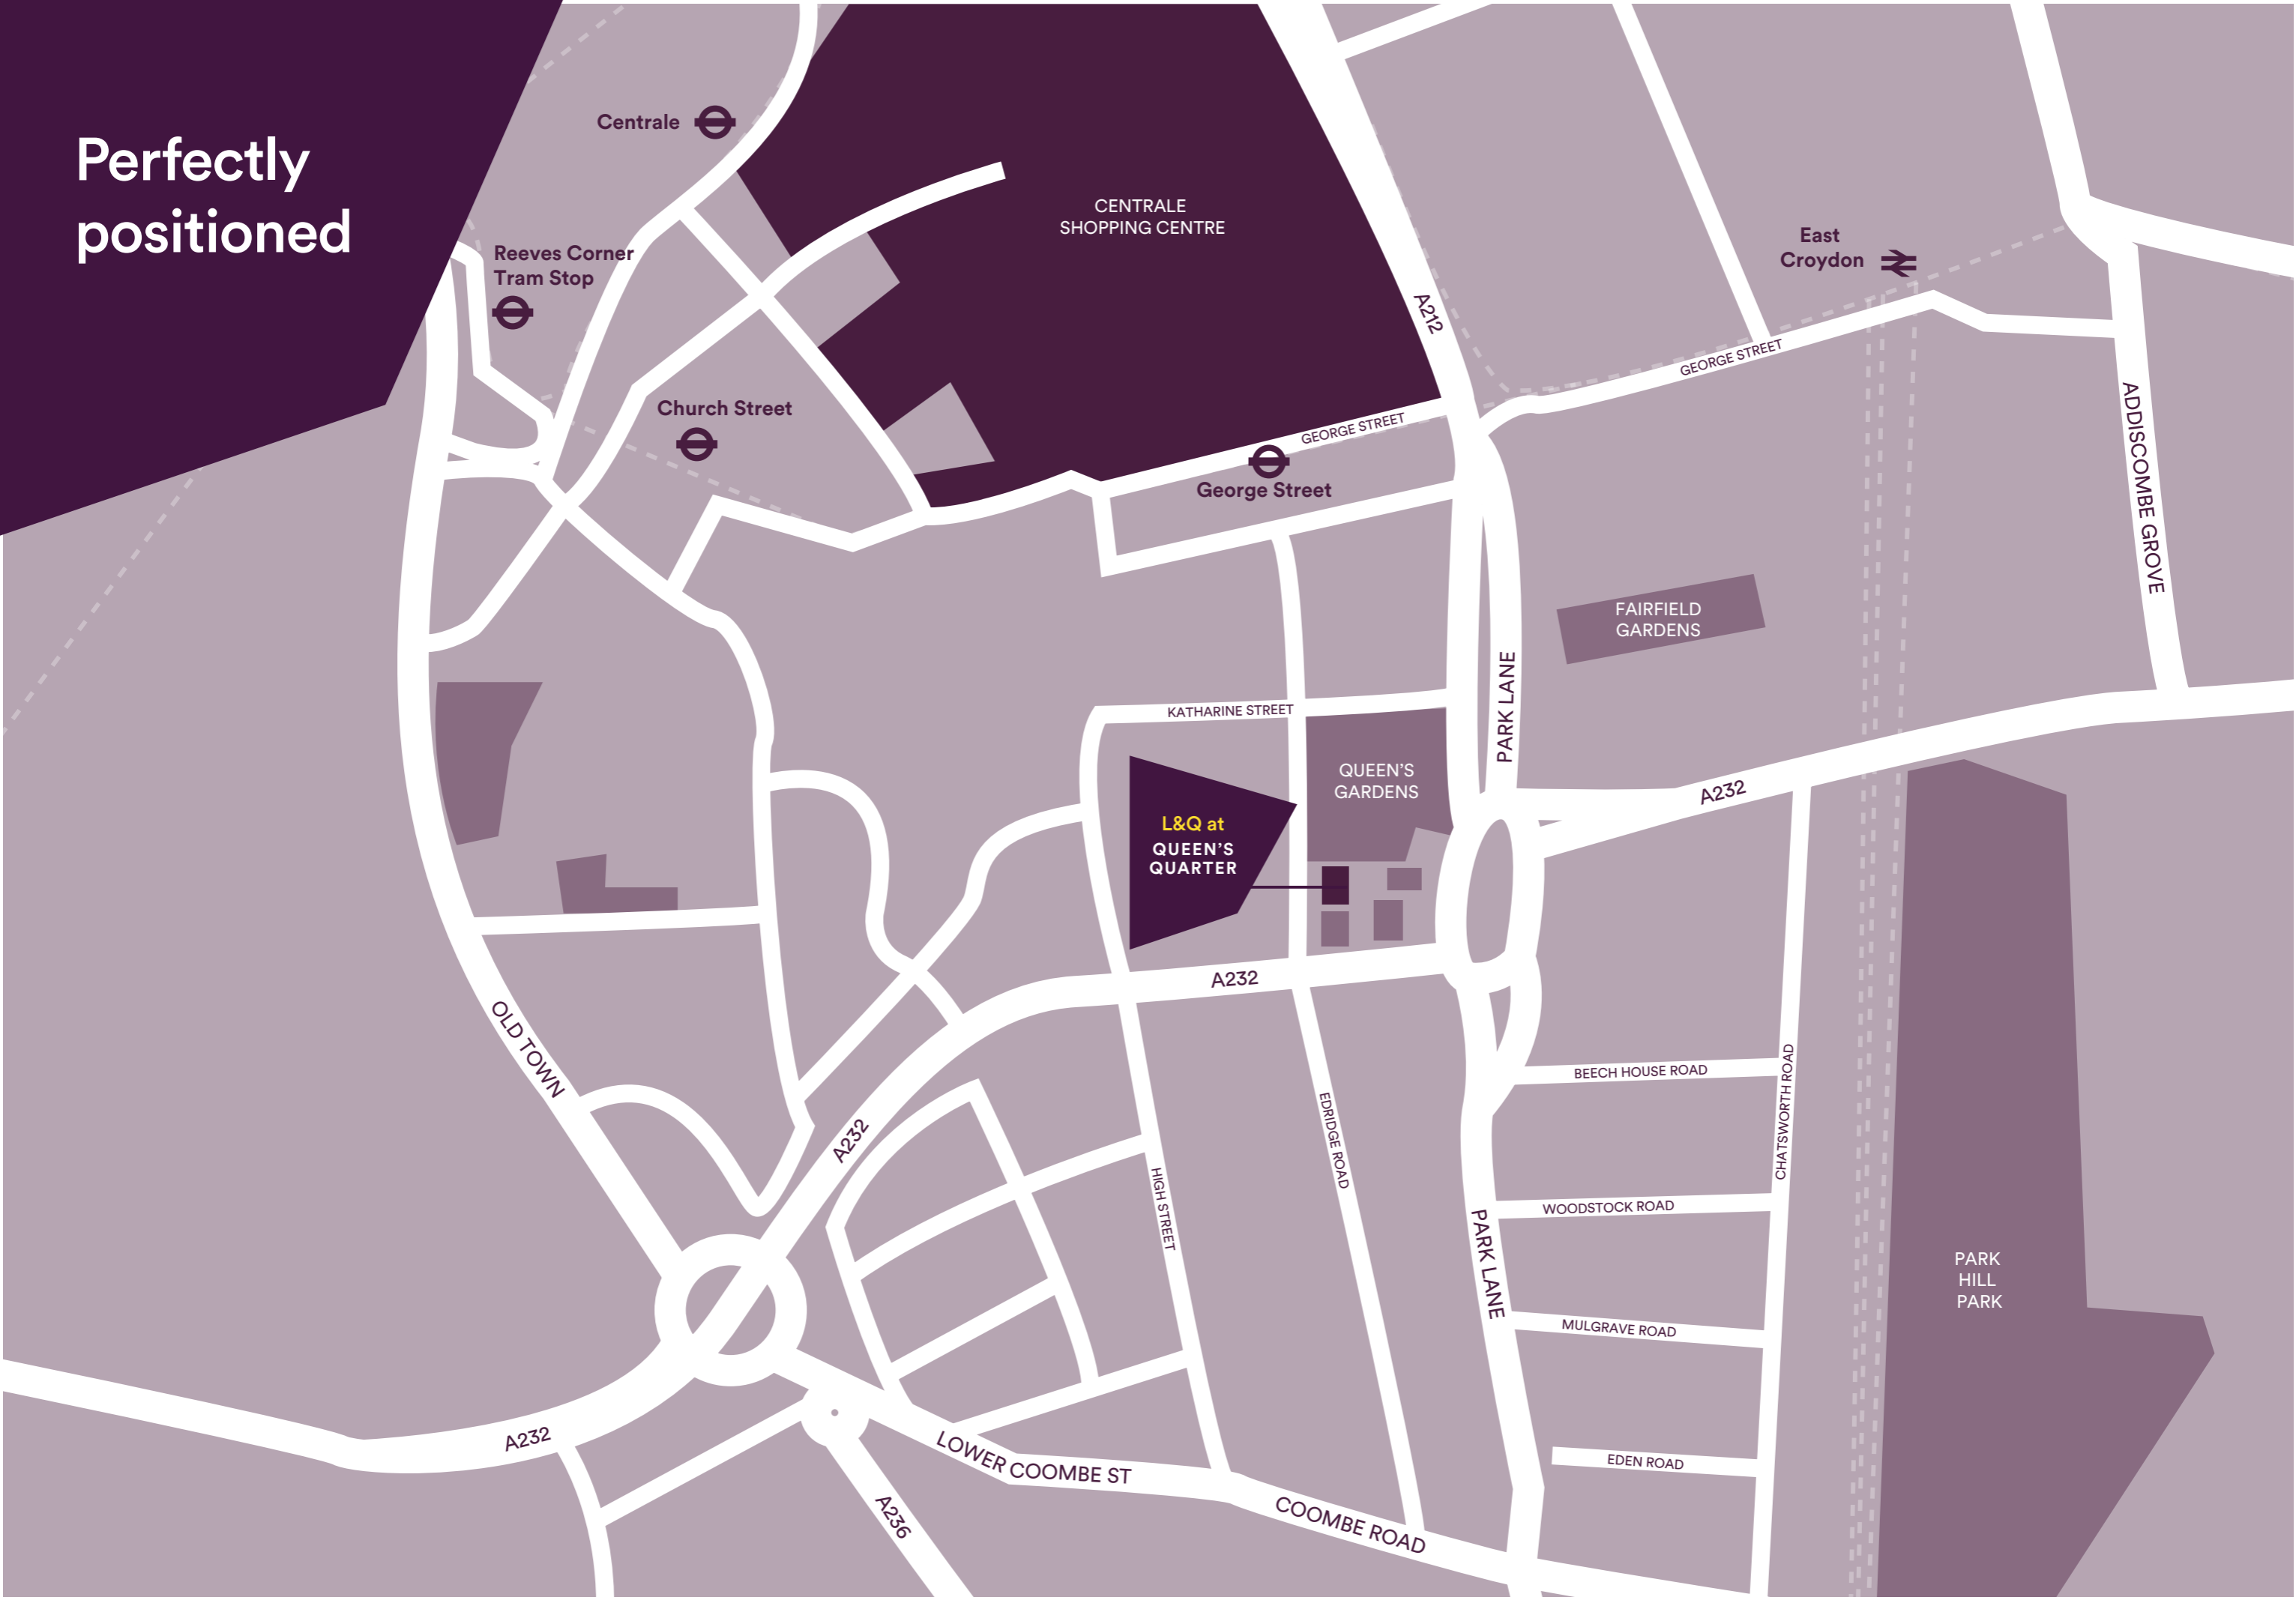 Perfectly
positioned
Centrale
Reeves Corner
Tram Stop
Church Street
CENTRALE
SHOPPING CENTRE
A212
East
Croydon
GEORGE STREET
GEORGE STREET
George Street
ADDISCOMBE GROVE
FAIRFIELD
GARDENS
PARK LANE
KATHARINE STREET
QUEEN'S
GARDENS
L&Q at
QUEEN'S
QUARTER
A232
A232
OLD TOWN
A232
BEECH HOUSE ROAD
CHATSWORTH ROAD
EDRIDGE ROAD
HIGH STREET
WOODSTOCK ROAD
PARK LANE
PARK
HILL
PARK
MULGRAVE ROAD
A232
LOWER COOMBE ST
EDEN ROAD
A236
COOMBE ROAD